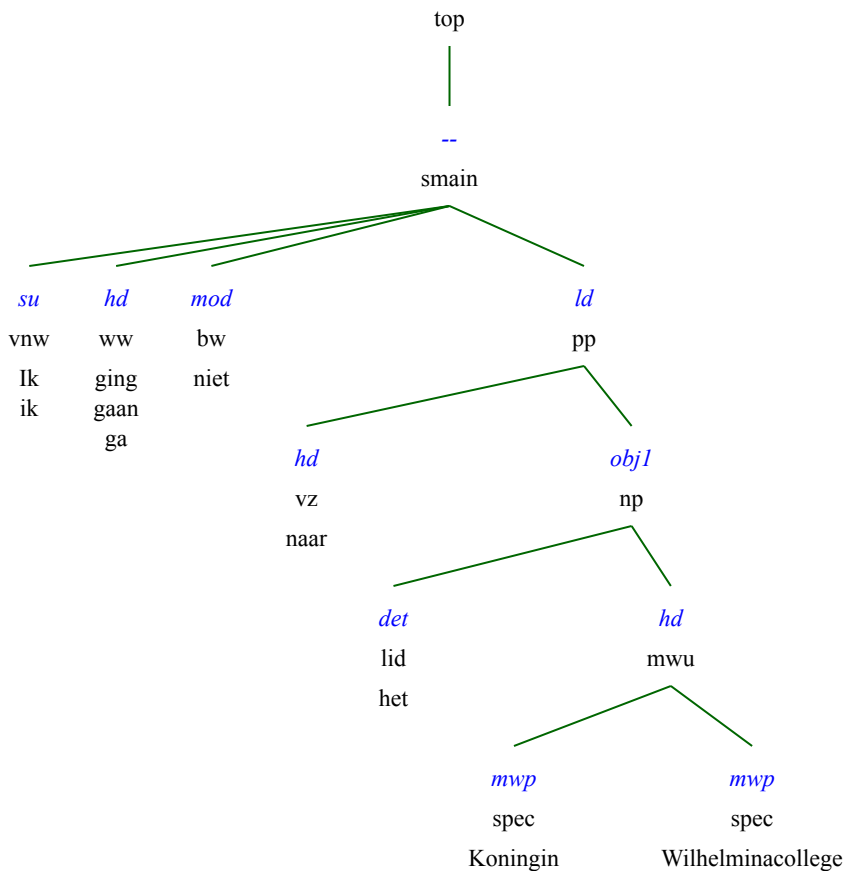 top
--
smain
su hd mod ld
vnw ww bw pp
Ik ging niet
ik gaan
ga
hd obj1
vz np
naar
det hd
lid mwu
het
mwp mwp
spec spec
Koningin Wilhelminacollege